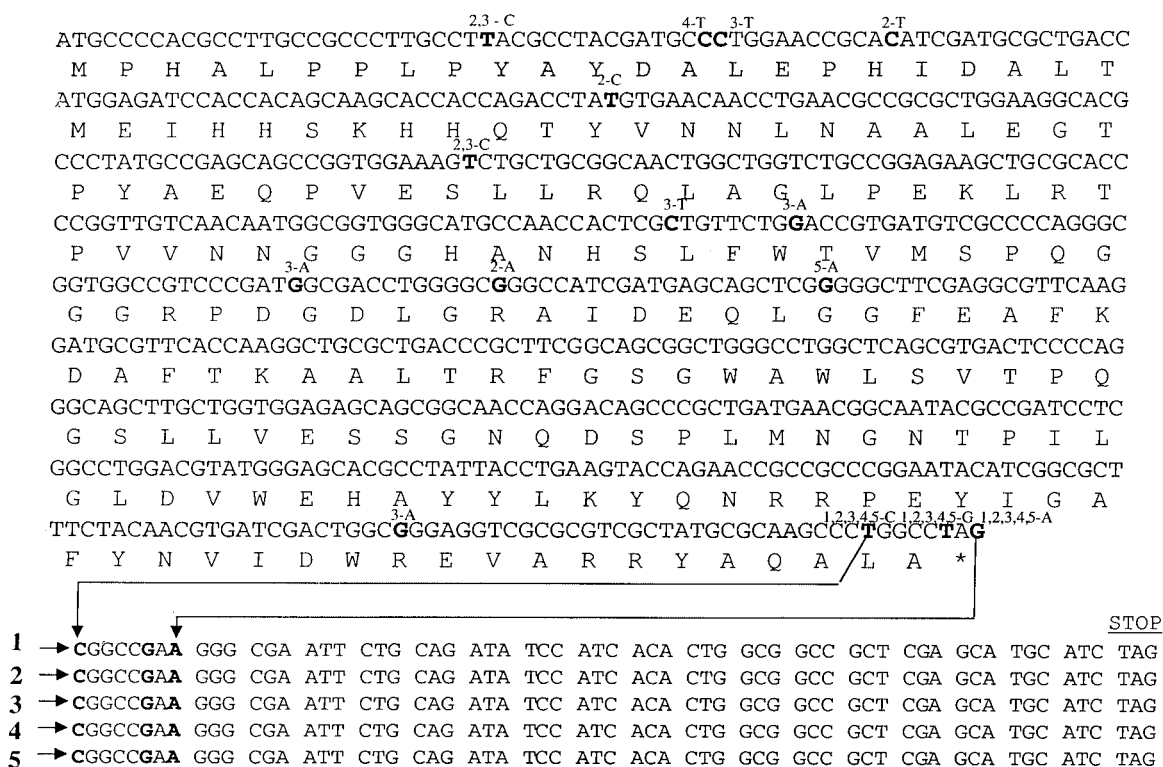 2,3 - C 4-T 3-T 2-T
ATGCCCCACGCCTTGCCGCCCTTGCCTTACGCCTACGATGCCCTGGAACCGCACATCGATGCGCTGACC
M P H A L P P L P Y A Y D A L E P H I D A L T
2-C
ATGGAGATCCACCACAGCAAGCACCACCAGACCTATGTGAACAACCTGAACGCCGCGCTGGAAGGCACG
M E I H H S K H H Q T Y V N N L N A A L E G T
2,3-C
CCCTATGCCGAGCAGCCGGTGGAAAGTCTGCTGCGGCAACTGGCTGGTCTGCCGGAGAAGCTGCGCACC
P Y A E Q P V E S L L R Q L A G L P E K L R T
3-T 3-A
CCGGTTGTCAACAATGGCGGTGGGCATGCCAACCACTCGCTGTTCTGGACCGTGATGTCGCCCCAGGGC
P V V N N G G G H A N H S L F W T V M S P Q G
3-A 2-A 5-A
GGTGGCCGTCCCGATGGCGACCTGGGGCGGGCCATCGATGAGCAGCTCGGGGGCTTCGAGGCGTTCAAG
G G R P D G D L G R A I D E Q L G G F E A F K
GATGCGTTCACCAAGGCTGCGCTGACCCGCTTCGGCAGCGGCTGGGCCTGGCTCAGCGTGACTCCCCAG
D A F T K A A L T R F G S G W A W L S V T P Q
GGCAGCTTGCTGGTGGAGAGCAGCGGCAACCAGGACAGCCCGCTGATGAACGGCAATACGCCGATCCTC
G S L L V E S S G N Q D S P L M N G N T P I L
GGCCTGGACGTATGGGAGCACGCCTATTACCTGAAGTACCAGAACCGCCGCCCGGAATACATCGGCGCT
G L D V W E H A Y Y L K Y Q N R R P E Y I G A
3-A 1,2,3,4,5-C 1,2,3,4,5-G 1,2,3,4,5-A
TTCTACAACGTGATCGACTGGCGGGAGGTCGCGCGTCGCTATGCGCAAGCCCTGGCCTAG
F Y N V I D W R E V A R R Y A Q A L A *
STOP
1 CGGCCGAA GGG CGA ATT CTG CAG ATA TCC ATC ACA CTG GCG GCC GCT CGA GCA TGC ATC TAG
2 CGGCCGAA GGG CGA ATT CTG CAG ATA TCC ATC ACA CTG GCG GCC GCT CGA GCA TGC ATC TAG
3 CGGCCGAA GGG CGA ATT CTG CAG ATA TCC ATC ACA CTG GCG GCC GCT CGA GCA TGC ATC TAG
4 CGGCCGAA GGG CGA ATT CTG CAG ATA TCC ATC ACA CTG GCG GCC GCT CGA GCA TGC ATC TAG
5 CGGCCGAA GGG CGA ATT CTG CAG ATA TCC ATC ACA CTG GCG GCC GCT CGA GCA TGC ATC TAG